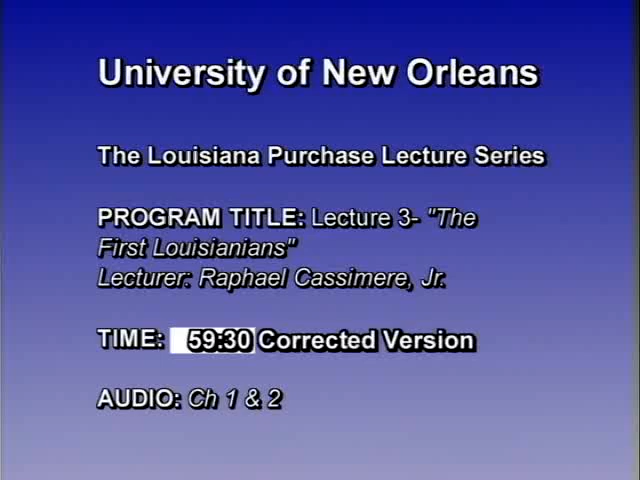 University of New Orleans
The Louisiana Purchase Lecture Series
PROGRAM TITLE: Lecture 3- "The
First Louisianians"
Lecturer: Raphael Cassimere, Jr.
TIME: 59:30 Corrected Version
AUDIO: Ch 1 & 2